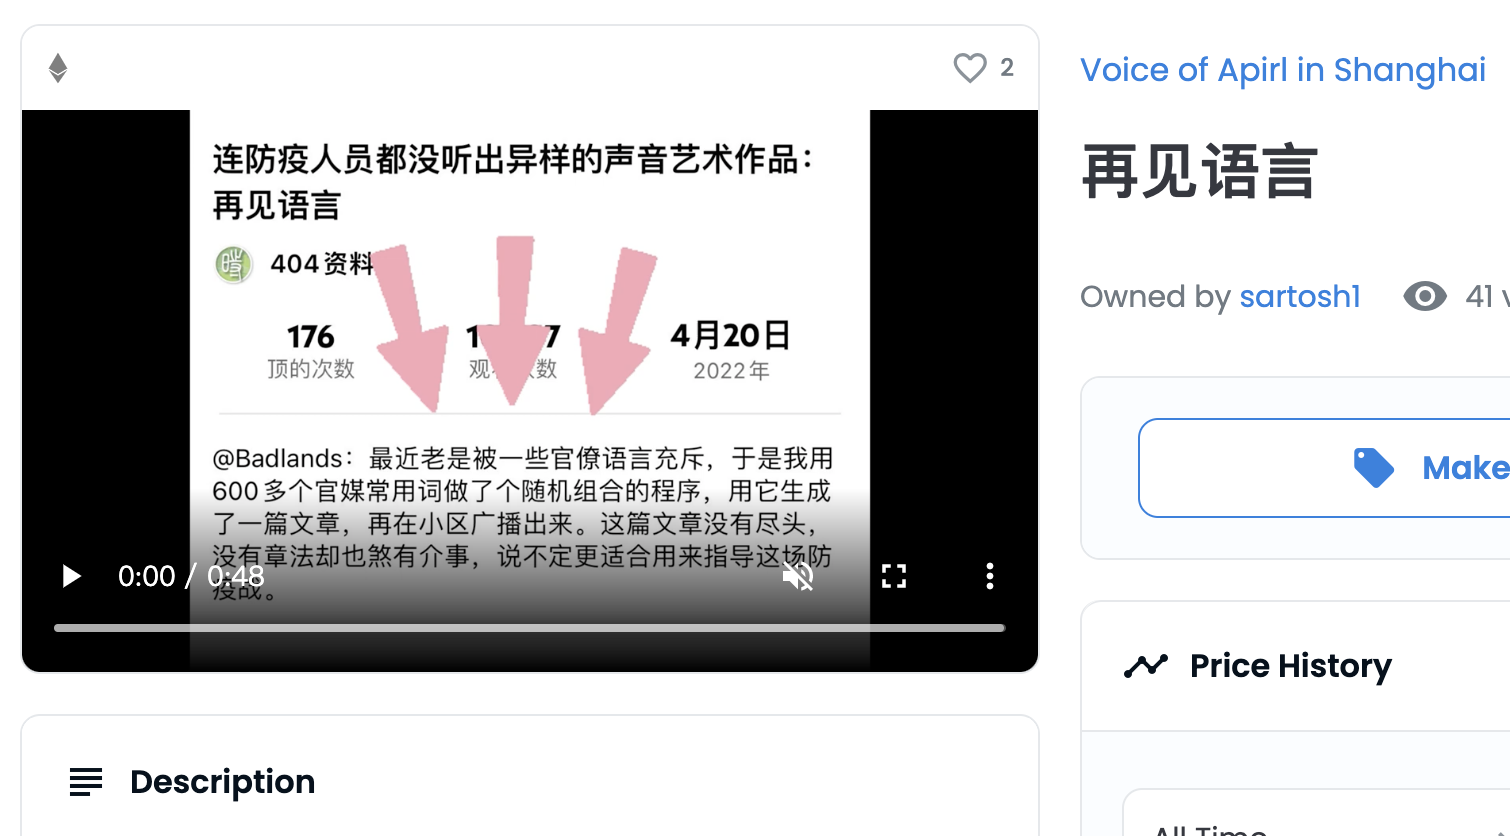 2
连防疫人员都没听出异样的声音艺术作品：
再见语言
404资料
176
顶的次数
4月20日
2022年
@Badlands：最近老是被一些官僚语言充斥，于是我用
600多个官媒常用词做了个随机组合的程序，用它生成
了一篇文章，再在小区广播出来。这篇文章没有尽头，
没有章法却也煞有介事，说不定更适合用来指导这场防
疫战。
0:00 / 0:48
Description
Voice of Apirl in Shanghai
再见语言
Owned by sartosh1
41
Make
Price History
All Time